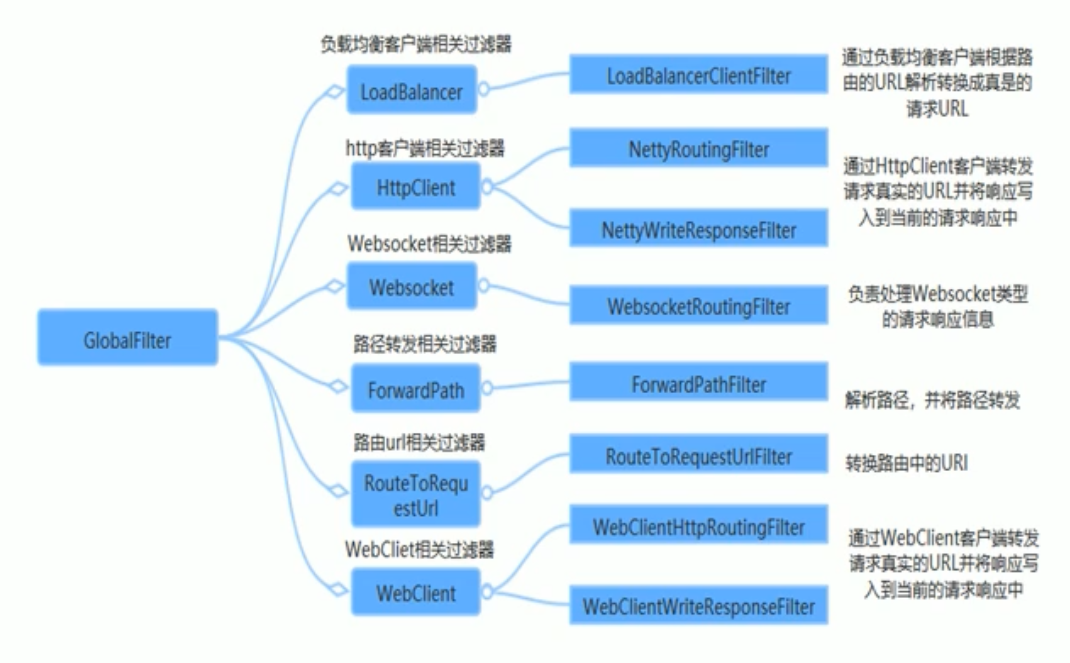 GlobalFilter
负载均衡客户端相关过滤器
LoadBalancer
LoadBalancerClientFilter
通过负载均衡客户端根据路
由的URL解析转换成真是的
请求URL
http客户端相关过滤器
HttpClient
NettyRoutingFilter
NettyWriteResponseFilter
通过HttpClient客户端转发
请求真实的URL并将响应写
入到当前的请求响应中
Websocket相关过滤器
Websocket
WebsocketRoutingFilter
负责处理Websocket类型
的请求响应信息
路径转发相关过滤器
ForwardPath
ForwardPathFilter
解析路径，并将路径转发
路由url相关过滤器
RouteToRequ
estUrl
RouteToRequestUrlFilter
转换路由中的URI
WebCliet相关过滤器
WebClient
WebClientHttpRoutingFilter
WebClientWriteResponseFilter
通过WebClient客户端转发
请求真实的URL并将响应写
入到当前的请求响应中